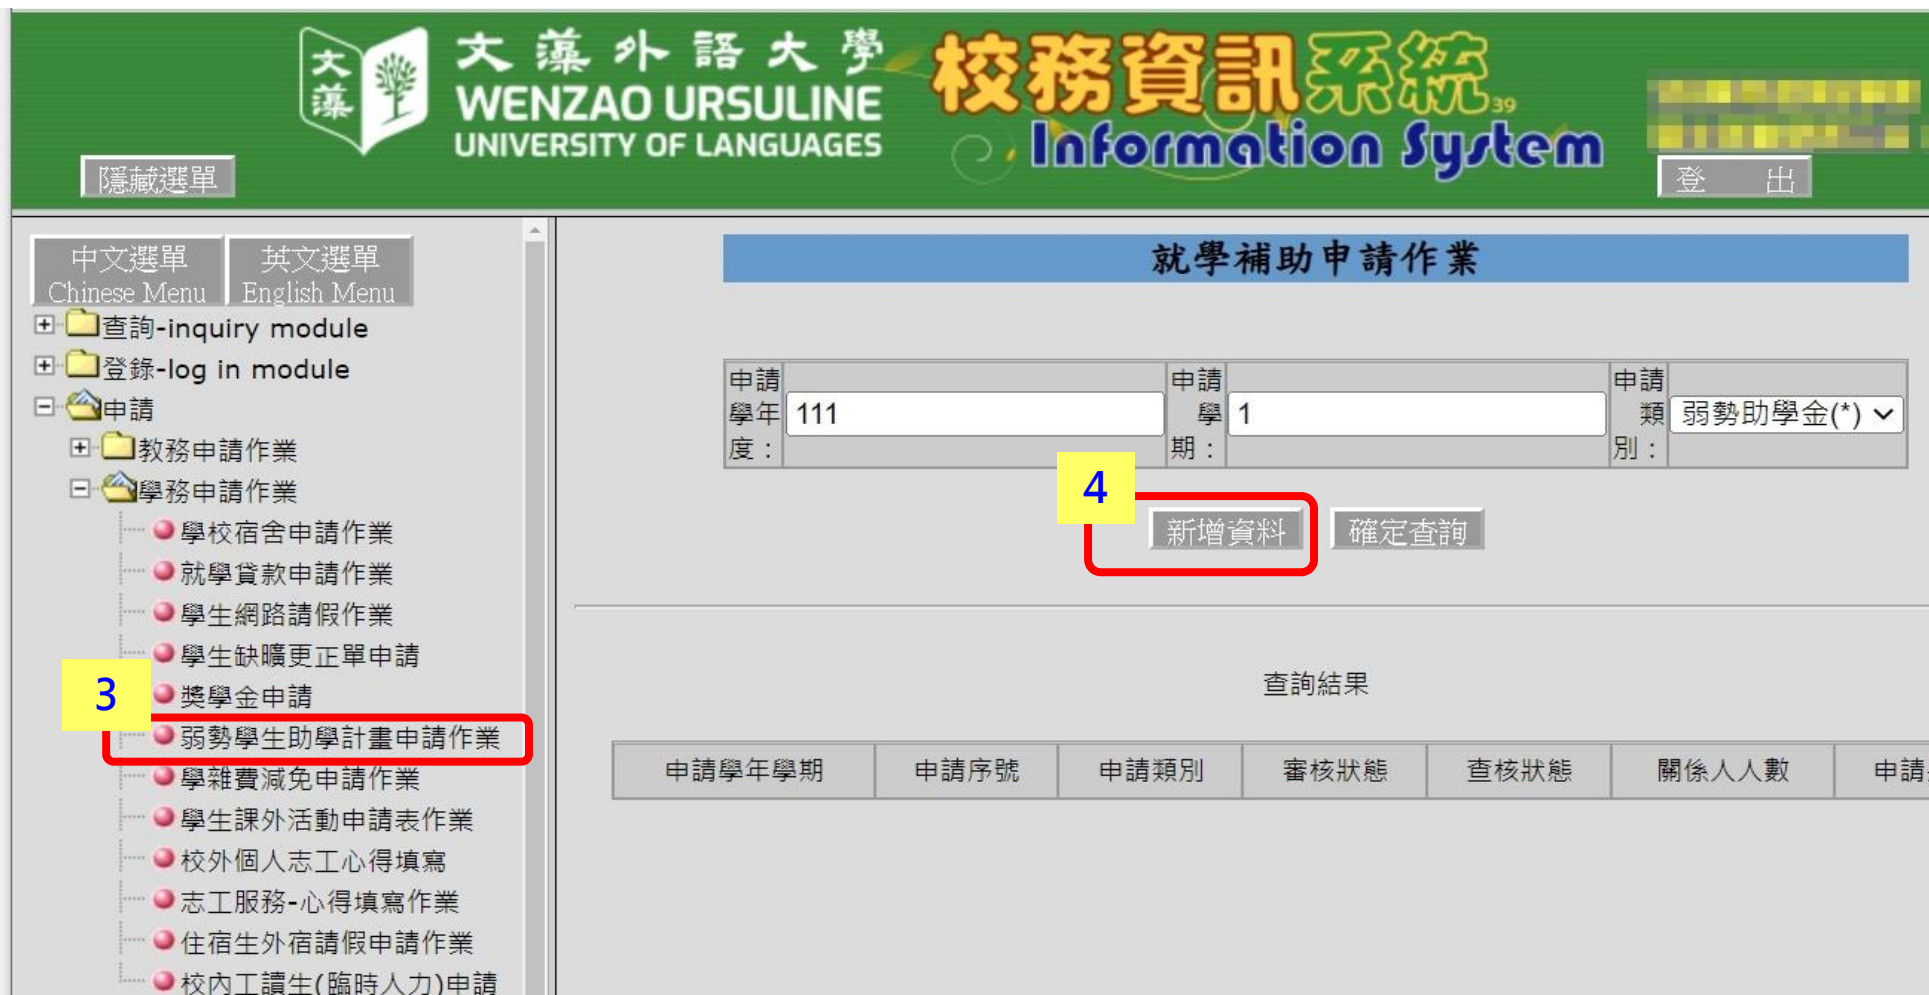 文藻
文藻外語大學
WENZAO URSULINE
UNIVERSITY OF LANGUAGES
校務資訊系統
39
Information System
隱藏選單
登 出
中文選單
Chinese Menu
英文選單
English Menu
查詢-inquiry module
登錄-log in module
申請
教務申請作業
學務申請作業
學校宿舍申請作業
就學貸款申請作業
學生網路請假作業
學生缺曠更正單申請
3
獎學金申請
弱勢學生助學計畫申請作業
學雜費減免申請作業
學生課外活動申請表作業
校外個人志工心得填寫
志工服務-心得填寫作業
住宿生外宿請假申請作業
校內工讀生(臨時人力)申請
就學補助申請作業
申請
學年
度：
111
申請
學
期：
1
申請
類
別：
弱勢助學金(*)
4
新增資料
確定查詢
查詢結果
申請學年學期 申請序號 申請類別 審核狀態 查核狀態 關係人人數 申請